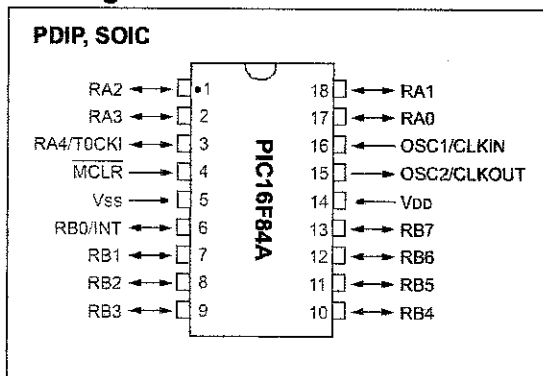 PDIP, SOIC
RA2 1 18 RA1
RA3 2 17 RA0
RA4/T0CKI 3 16 OSC1/CLKIN
MCLR 4 15 OSC2/CLKOUT
VSS 5 14 VDD
RB0/INT 6 13 RB7
RB1 7 12 RB6
RB2 8 11 RB5
RB3 9 10 RB4
PIC16F84A